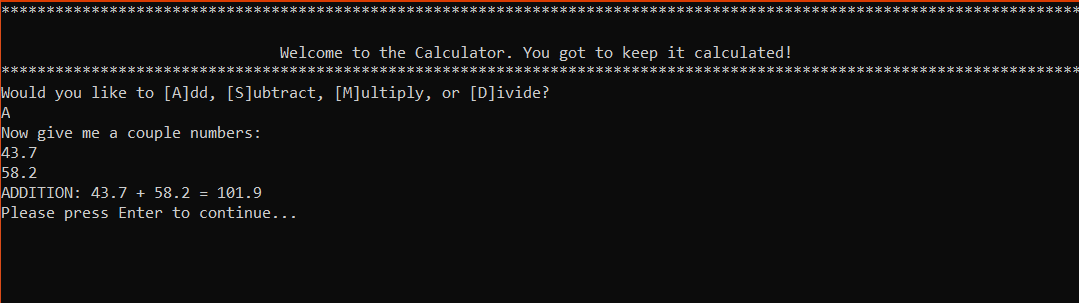 ************************************************************************************************************************
Welcome to the Calculator. You got to keep it calculated!
************************************************************************************************************************
Would you like to [A]dd, [S]ubtract, [M]ultiply, or [D]ivide?
A
Now give me a couple numbers:
43.7
58.2
ADDITION: 43.7 + 58.2 = 101.9
Please press Enter to continue...